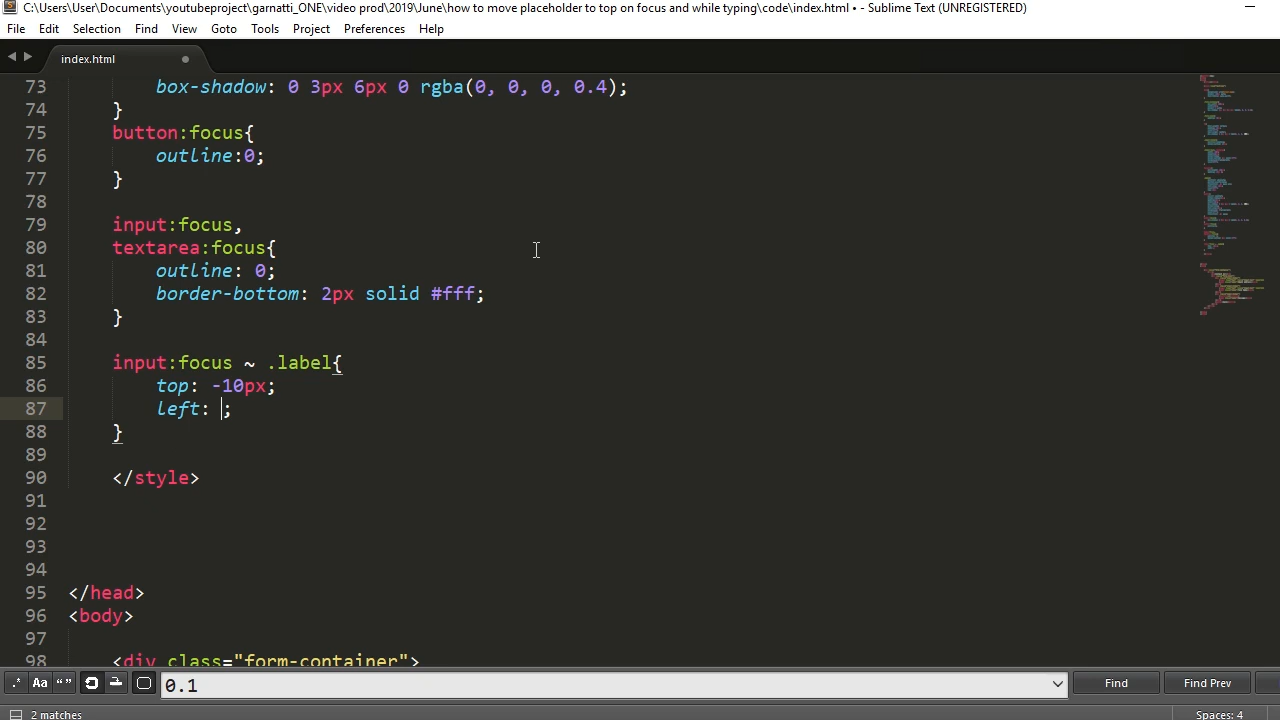 C:\Users\User\Documents\youtubeproject\garnatti_ONE\video prod\2019\June\how to move placeholder to top on focus and while typing\code\index.html • - Sublime Text (UNREGISTERED)
File Edit Selection Find View Goto Tools Project Preferences Help
index.html
73 box-shadow: 0 3px 6px 0 rgba(0, 0, 0, 0.4);
74 }
75 button:focus{
76 outline:0;
77 }
78
79 input:focus,
80 textarea:focus{
81 outline: 0;
82 border-bottom: 2px solid #fff;
83 }
84
85 input:focus ~ .label{
86 top: -10px;
87 left: ;
88 }
89
90 </style>
91
92
93
94
95 </head>
96 <body>
97
98 <div class="form-container">
.* Aa “” 0.1 Find Find Prev
2 matches Spaces: 4